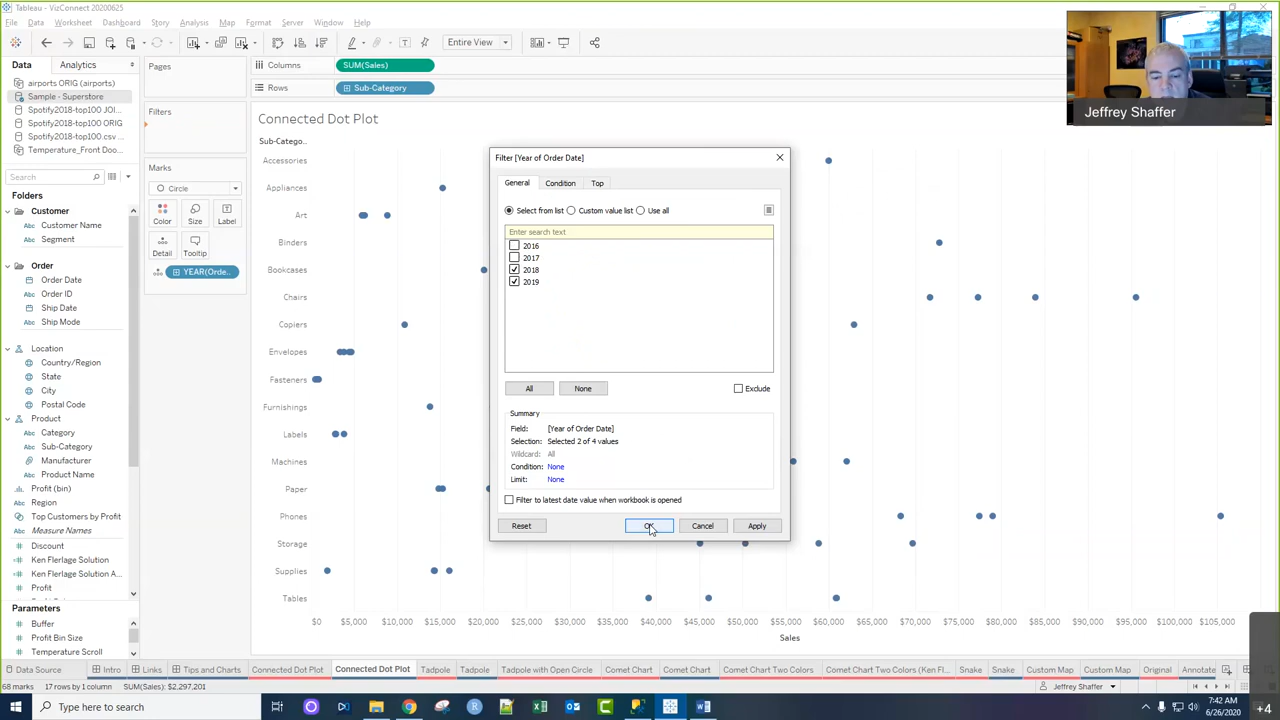 Tableau - VizConnect 20200625
File Data Worksheet Dashboard Story Analysis Map Format Server Window Help
Entire View
Data Analytics
Pages
Columns SUM(Sales)
Rows Sub-Category
airports ORIG (airports)
Sample - Superstore
Spotify2018-top100 JOI...
Spotify2018-top100 ORIG
Spotify2018-top100.csv ...
Temperature_Front Doo...
Search
Folders
Customer
Customer Name
Segment
Order
Order Date
Order ID
Ship Date
Ship Mode
Location
Country/Region
State
City
Postal Code
Product
Category
Sub-Category
Manufacturer
Product Name
Profit (bin)
Region
Top Customers by Profit
Measure Names
Discount
Ken Flerlage Solution
Ken Flerlage Solution A...
Profit
Parameters
Buffer
Profit Bin Size
Temperature Scroll
Filters
Marks
Circle
Color Size Label
Detail Tooltip
YEAR(Orde..
Connected Dot Plot
Sub-Catego..
Accessories
Appliances
Art
Binders
Bookcases
Chairs
Copiers
Envelopes
Fasteners
Furnishings
Labels
Machines
Paper
Phones
Storage
Supplies
Tables
$0 $5,000 $10,000 $15,000 $20,000 $25,000 $30,000 $35,000 $40,000 $45,000 $50,000 $55,000 $60,000 $65,000 $70,000 $75,000 $80,000 $85,000 $90,000 $95,000 $100,000 $105,000
Sales
Filter [Year of Order Date]
General Condition Top
Select from list Custom value list Use all
Enter search text
2016
2017
2018
2019
All None Exclude
Summary
Field: [Year of Order Date]
Selection: Selected 2 of 4 values
Wildcard: All
Condition: None
Limit: None
Filter to latest date value when workbook is opened
Reset OK Cancel Apply
Jeffrey Shaffer
Data Source Intro Links Tips and Charts Connected Dot Plot Connected Dot Plot Tadpole Tadpole Tadpole with Open Circle Comet Chart Comet Chart Comet Chart Two Colors Comet Chart Two Colors (Ken Fl... Snake Snake Custom Map Custom Map Original Annotate
68 marks 17 rows by 1 column SUM(Sales): $2,297,201 Jeffrey Shaffer
Type here to search
7:42 AM
6/26/2020
+4